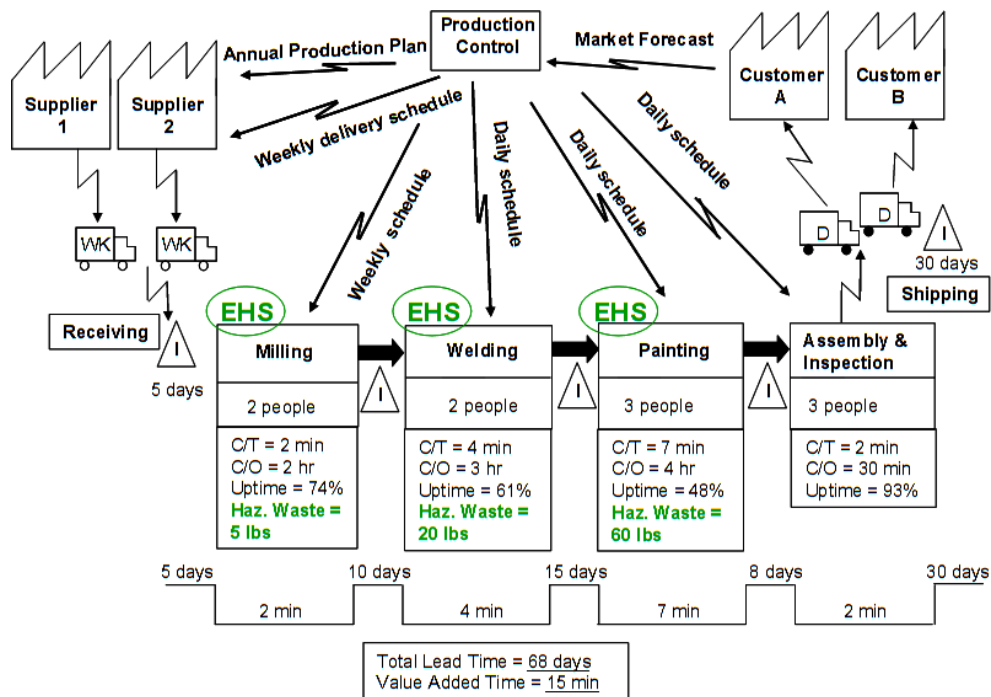 Production
Control
Annual Production Plan
Market Forecast
Supplier
1
Supplier
2
Customer
A
Customer
B
Weekly delivery schedule
Weekly schedule
Daily schedule
Daily schedule
Daily schedule
WK
WK
D
D
I
30 days
Shipping
Receiving
I
5 days
EHS
Milling
2 people
C/T = 2 min
C/O = 2 hr
Uptime = 74%
Haz. Waste =
5 lbs
I
EHS
Welding
2 people
C/T = 4 min
C/O = 3 hr
Uptime = 61%
Haz. Waste =
20 lbs
I
EHS
Painting
3 people
C/T = 7 min
C/O = 4 hr
Uptime = 48%
Haz. Waste =
60 lbs
I
Assembly &
Inspection
3 people
C/T = 2 min
C/O = 30 min
Uptime = 93%
5 days
10 days
15 days
8 days
30 days
2 min
4 min
7 min
2 min
Total Lead Time = 68 days
Value Added Time = 15 min